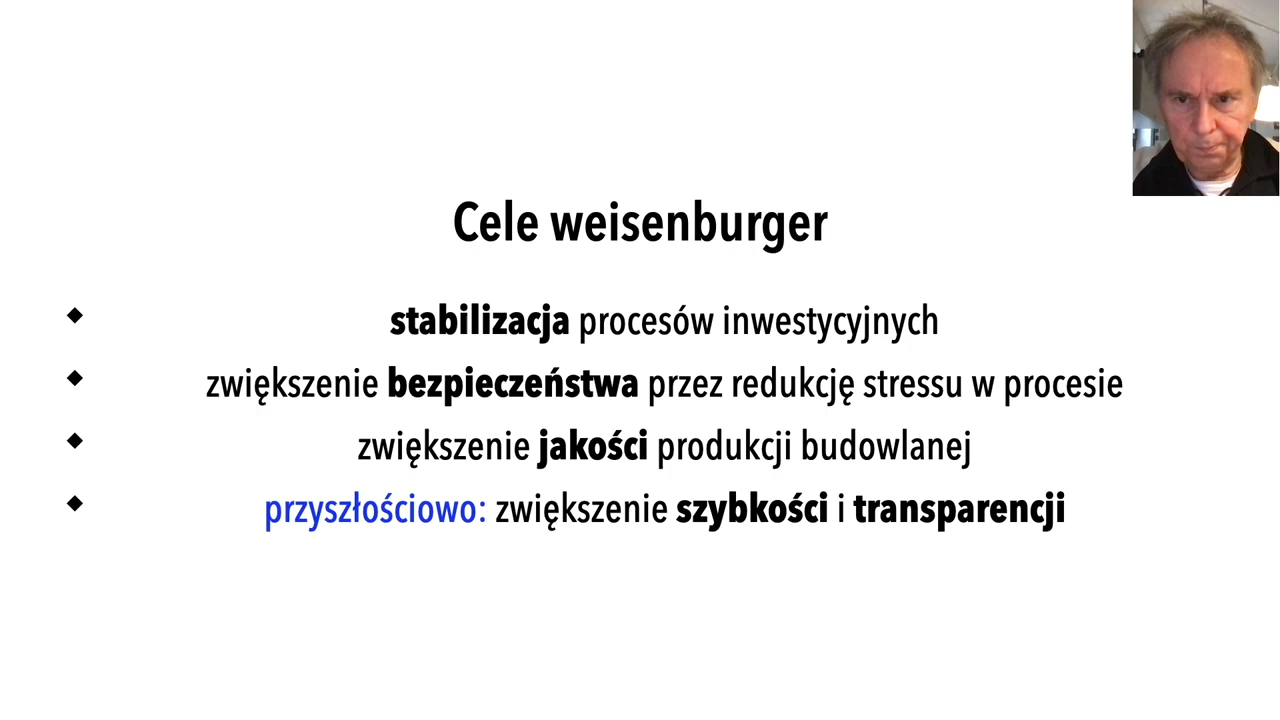 Cele weisenburger
◆ stabilizacja procesów inwestycyjnych
◆ zwiększenie bezpieczeństwa przez redukcję stressu w procesie
◆ zwiększenie jakości produkcji budowlanej
◆ przyszłościowo: zwiększenie szybkości i transparencji